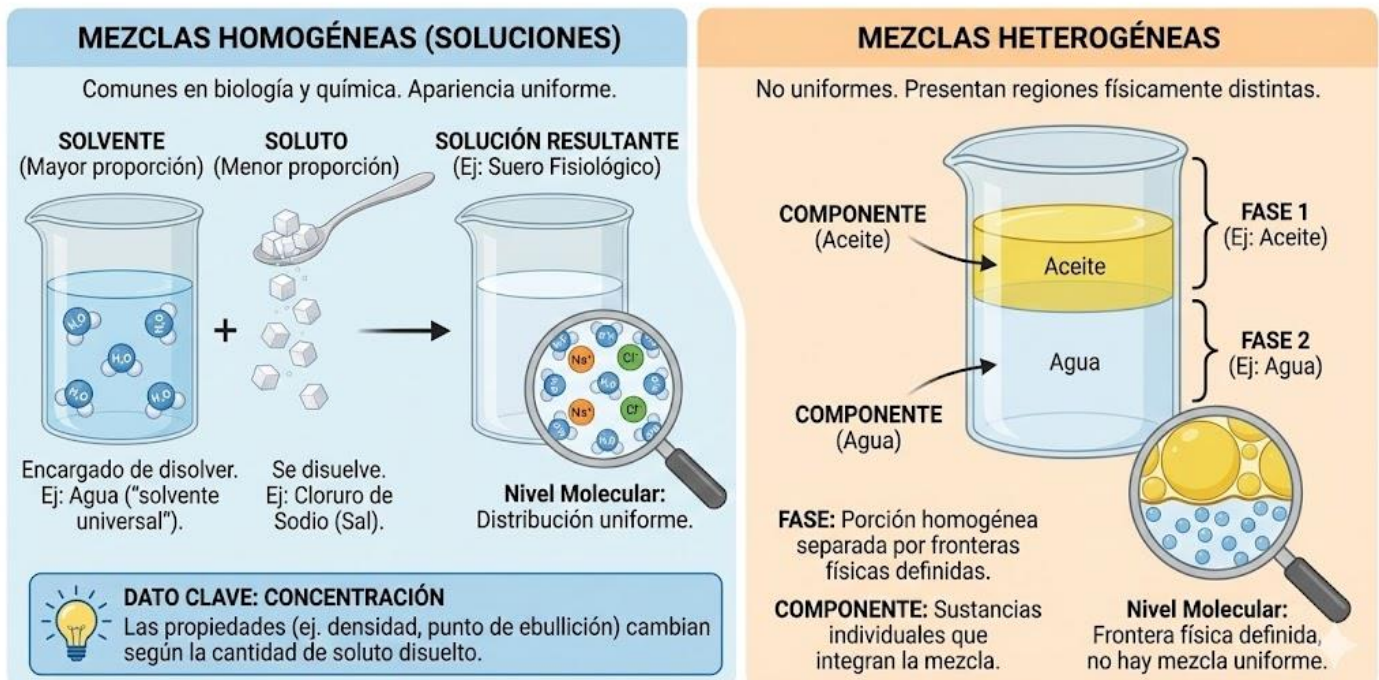 MEZCLAS HOMOGÉNEAS (SOLUCIONES)
Comunes en biología y química. Apariencia uniforme.
SOLVENTE
(Mayor proporción)
SOLUTO
(Menor proporción)
SOLUCIÓN RESULTANTE
(Ej: Suero Fisiológico)
H₂O
H₂O
H₂O
H₂O
H₂O
+
Ns⁺
Cl⁻
H₂O
Ns⁺
H₂O
Encargado de disolver.
Ej: Agua ("solvente
universal").
Se disuelve.
Ej: Cloruro de
Sodio (Sal).
Nivel Molecular:
Distribución uniforme.
DATO CLAVE: CONCENTRACIÓN
Las propiedades (ej. densidad, punto de ebullición) cambian
según la cantidad de soluto disuelto.
MEZCLAS HETEROGÉNEAS
No uniformes. Presentan regiones físicamente distintas.
COMPONENTE
(Aceite)
Aceite
FASE 1
(Ej: Aceite)
Agua
FASE 2
(Ej: Agua)
COMPONENTE
(Agua)
FASE: Porción homogénea
separada por fronteras
físicas definidas.
COMPONENTE: Sustancias
individuales que
integran la mezcla.
Nivel Molecular:
Frontera física definida,
no hay mezcla uniforme.